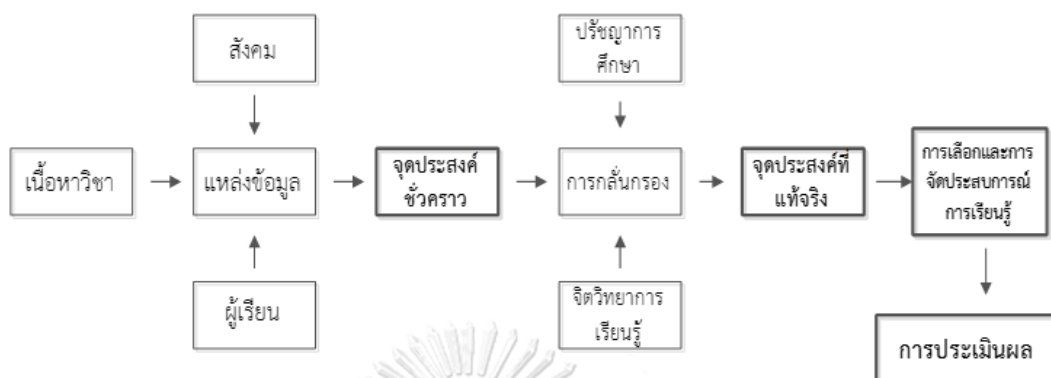 สังคม
ปรัชญาการ
ศึกษา
เนื้อหาวิชา
แหล่งข้อมูล
จุดประสงค์
ชั่วคราว
การกลั่นกรอง
จุดประสงค์ที่
แท้จริง
การเลือกและการ
จัดประสบการณ์
การเรียนรู้
ผู้เรียน
จิตวิทยาการ
เรียนรู้
การประเมินผล